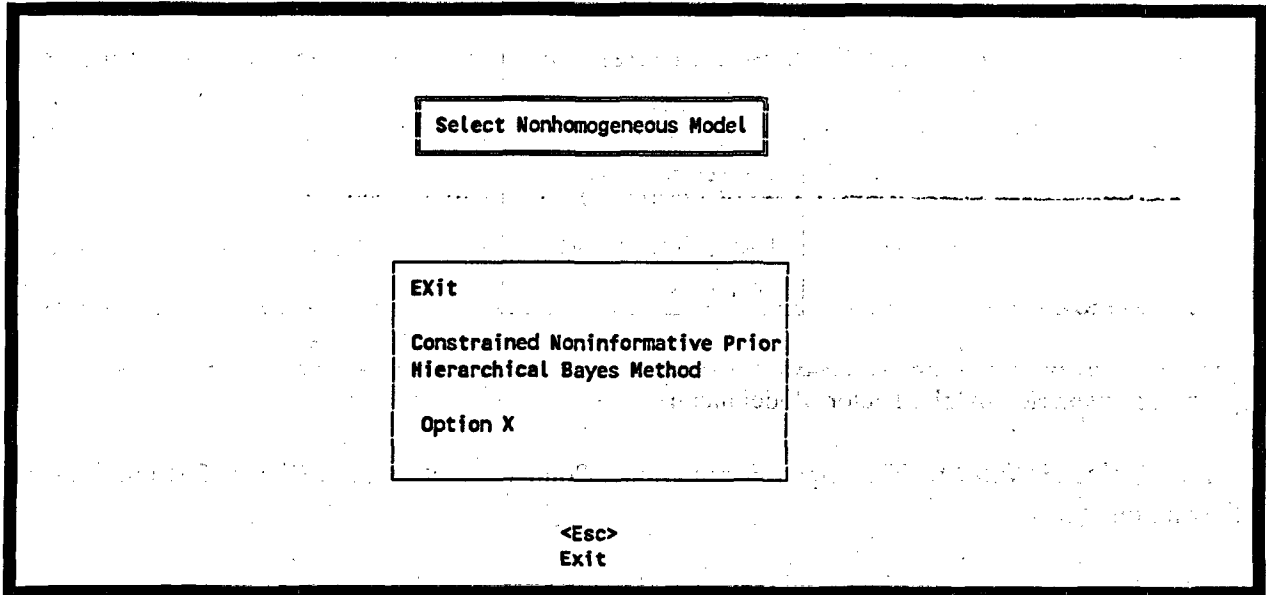 Select Nonhomogeneous Model
EXit
Constrained Noninformative Prior
Hierarchical Bayes Method
Option X
<Esc>
Exit